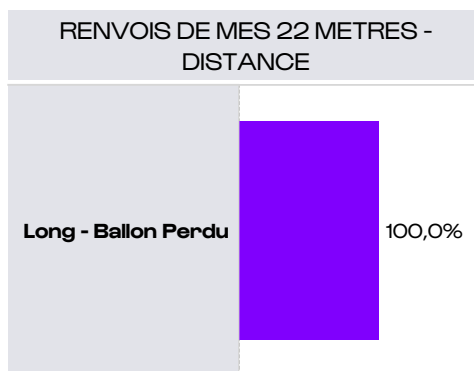 RENVOIS DE MES 22 METRES -
DISTANCE
Long - Ballon Perdu
100,0%